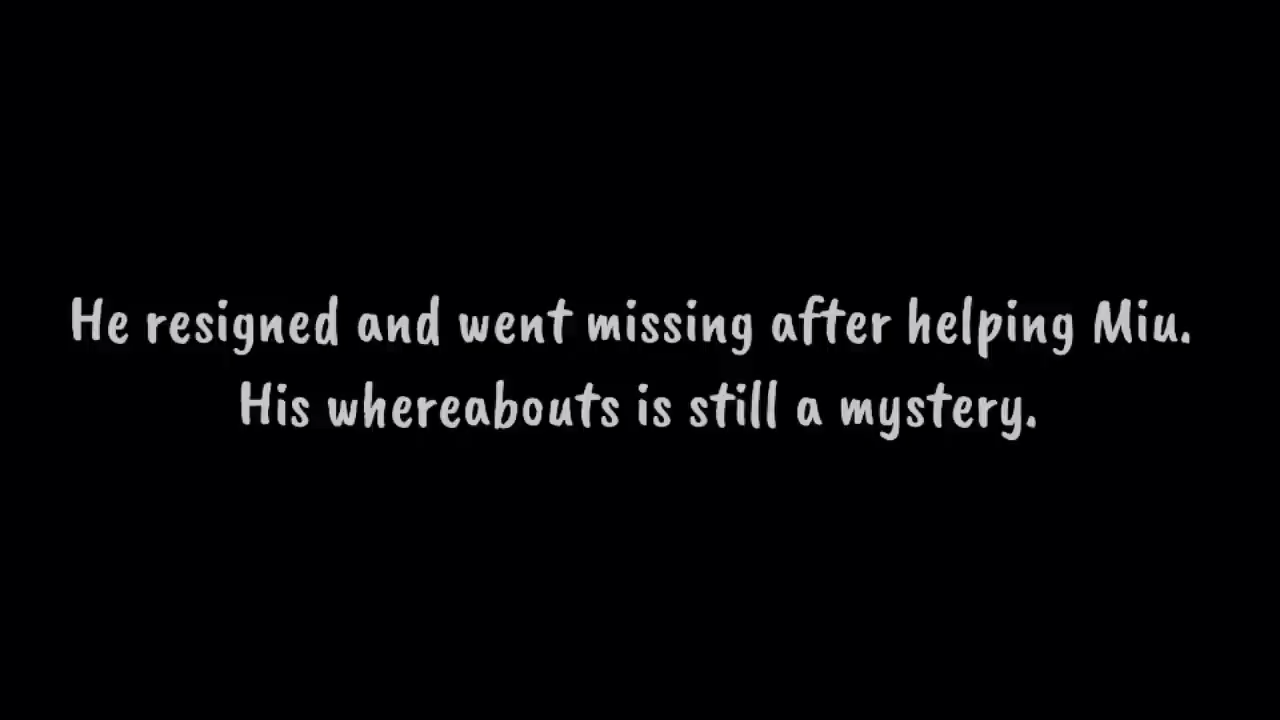 He resigned and went missing after helping Miu.
His whereabouts is still a mystery.